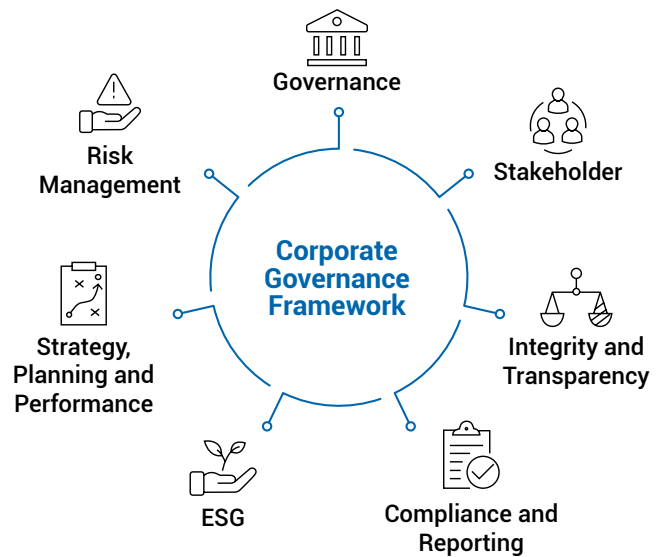 Governance
Stakeholder
Integrity and
Transparency
Compliance and
Reporting
ESG
Strategy,
Planning and
Performance
Risk
Management
Corporate
Governance
Framework